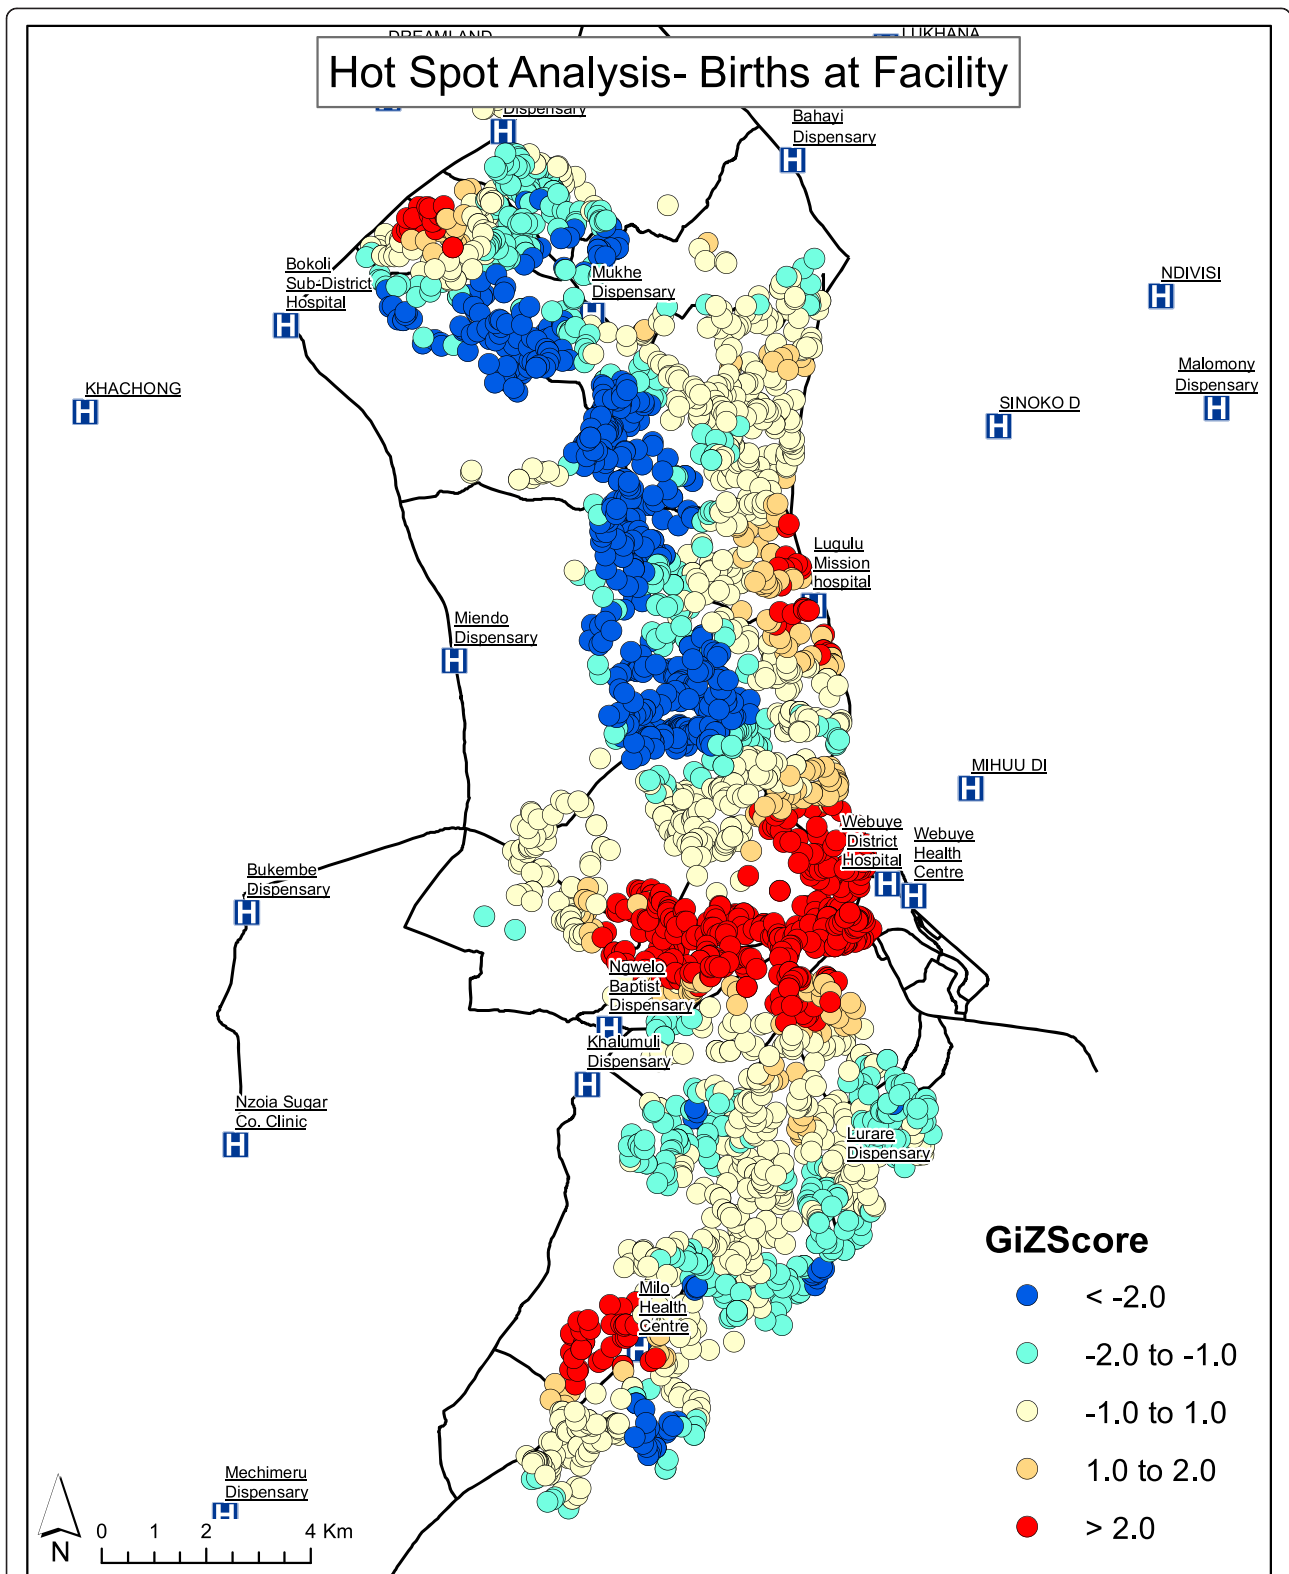 DREAMLAND
LUKHANA
Hot Spot Analysis- Births at Facility
Dispensary
Bahayi
Dispensary
Bokoli
Sub-District
Hospital
Mukhe
Dispensary
NDIVISI
Malomony
Dispensary
KHACHONG
SINOKO D
Lugulu
Mission
hospital
Miendo
Dispensary
MIHUU DI
Webuye
District
Hospital
Webuye
Health
Centre
Bukembe
Dispensary
Ngwelo
Baptist
Dispensary
Khalumuli
Dispensary
Nzoia Sugar
Co. Clinic
Lurare
Dispensary
Milo
Health
Centre
Mechimeru
Dispensary
GiZScore
< -2.0
-2.0 to -1.0
-1.0 to 1.0
1.0 to 2.0
> 2.0
0 1 2 4 Km
N